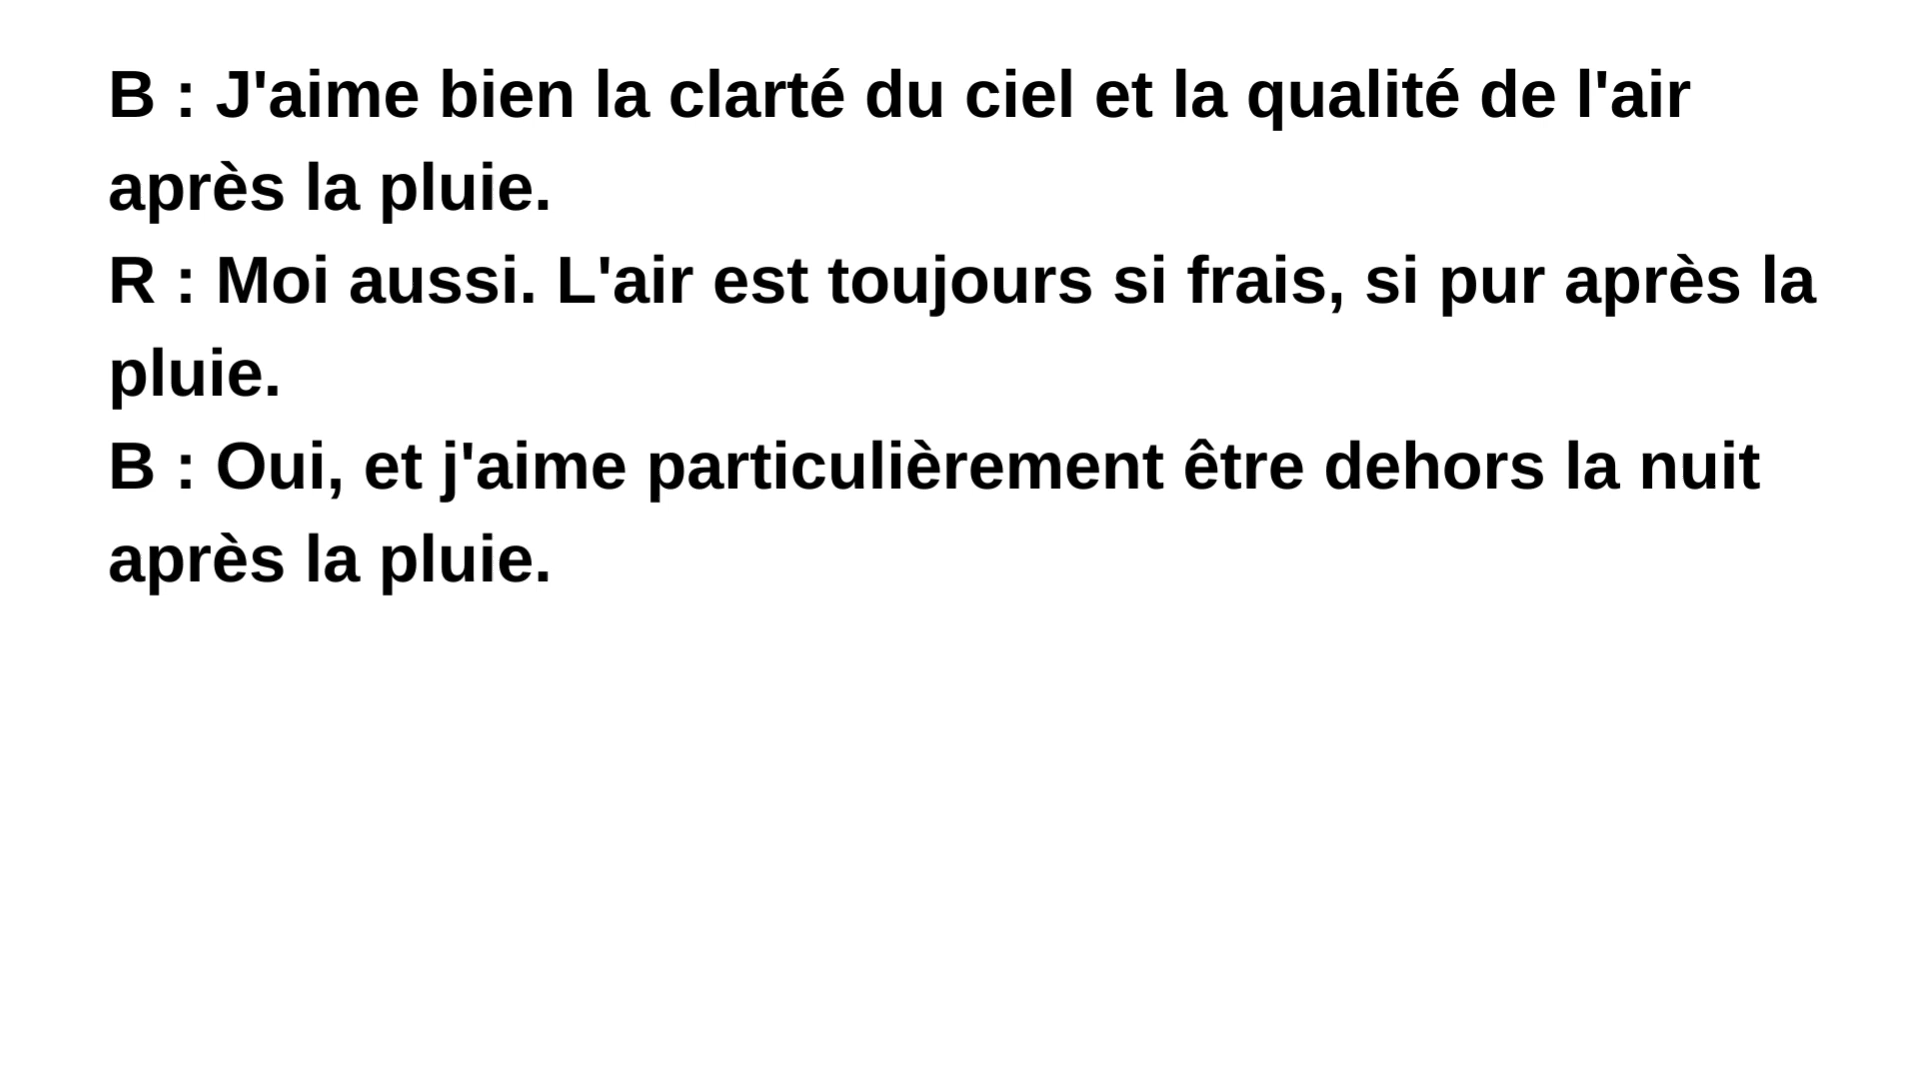 B : J'aime bien la clarté du ciel et la qualité de l'air
après la pluie.
R : Moi aussi. L'air est toujours si frais, si pur après la
pluie.
B : Oui, et j'aime particulièrement être dehors la nuit
après la pluie.